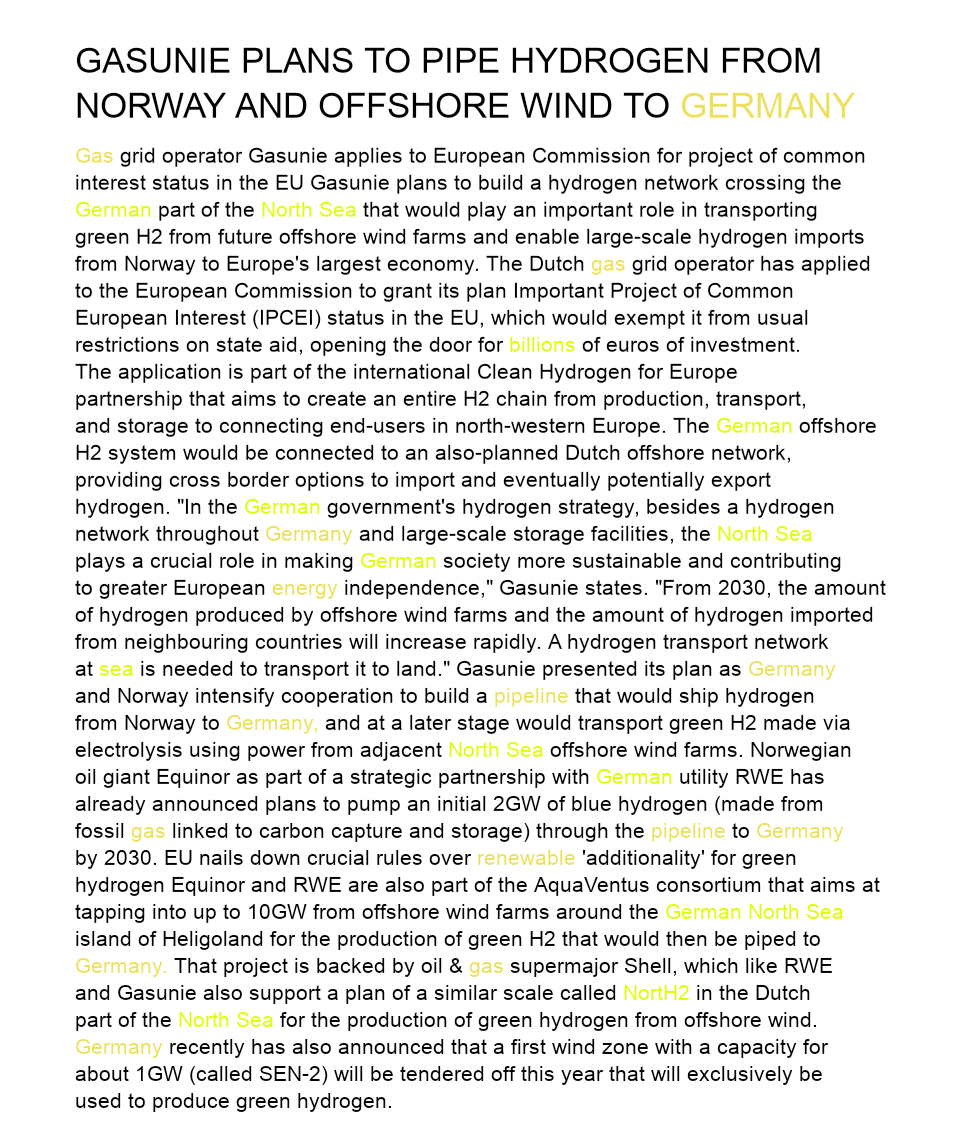 GASUNIE PLANS TO PIPE HYDROGEN FROM
NORWAY AND OFFSHORE WIND TO GERMANY
Gas grid operator Gasunie applies to European Commission for project of common
interest status in the EU Gasunie plans to build a hydrogen network crossing the
German part of the North Sea that would play an important role in transporting
green H2 from future offshore wind farms and enable large-scale hydrogen imports
from Norway to Europe's largest economy. The Dutch gas grid operator has applied
to the European Commission to grant its plan Important Project of Common
European Interest (IPCEI) status in the EU, which would exempt it from usual
restrictions on state aid, opening the door for billions of euros of investment.
The application is part of the international Clean Hydrogen for Europe
partnership that aims to create an entire H2 chain from production, transport,
and storage to connecting end-users in north-western Europe. The German offshore
H2 system would be connected to an also-planned Dutch offshore network,
providing cross border options to import and eventually potentially export
hydrogen. "In the German government's hydrogen strategy, besides a hydrogen
network throughout Germany and large-scale storage facilities, the North Sea
plays a crucial role in making German society more sustainable and contributing
to greater European energy independence," Gasunie states. "From 2030, the amount
of hydrogen produced by offshore wind farms and the amount of hydrogen imported
from neighbouring countries will increase rapidly. A hydrogen transport network
at sea is needed to transport it to land." Gasunie presented its plan as Germany
and Norway intensify cooperation to build a pipeline that would ship hydrogen
from Norway to Germany, and at a later stage would transport green H2 made via
electrolysis using power from adjacent North Sea offshore wind farms. Norwegian
oil giant Equinor as part of a strategic partnership with German utility RWE has
already announced plans to pump an initial 2GW of blue hydrogen (made from
fossil gas linked to carbon capture and storage) through the pipeline to Germany
by 2030. EU nails down crucial rules over renewable 'additionality' for green
hydrogen Equinor and RWE are also part of the AquaVentus consortium that aims at
tapping into up to 10GW from offshore wind farms around the German North Sea
island of Heligoland for the production of green H2 that would then be piped to
Germany. That project is backed by oil & gas supermajor Shell, which like RWE
and Gasunie also support a plan of a similar scale called NortH2 in the Dutch
part of the North Sea for the production of green hydrogen from offshore wind.
Germany recently has also announced that a first wind zone with a capacity for
about 1GW (called SEN-2) will be tendered off this year that will exclusively be
used to produce green hydrogen.